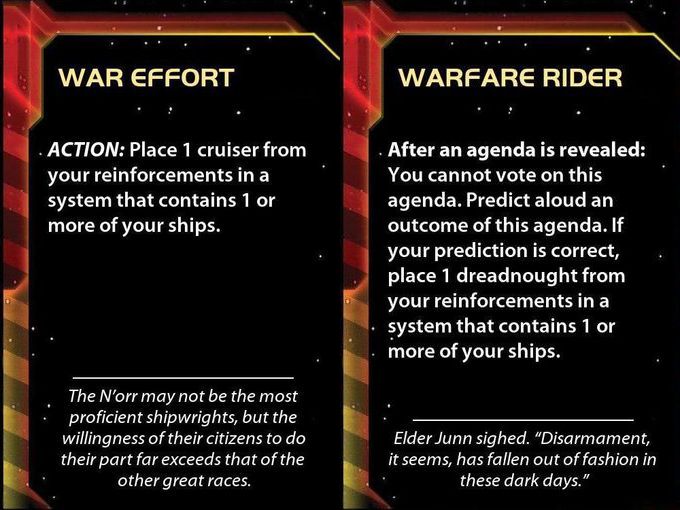 WAR EFFORT
ACTION: Place 1 cruiser from
your reinforcements in a
system that contains 1 or
more of your ships.
The N'orr may not be the most
proficient shipwrights, but the
willingness of their citizens to do
their part far exceeds that of the
other great races.
WARFARE RIDER
After an agenda is revealed:
You cannot vote on this
agenda. Predict aloud an
outcome of this agenda. If
your prediction is correct,
place 1 dreadnought from
your reinforcements in a
system that contains 1 or
more of your ships.
Elder Junn sighed. “Disarmament,
it seems, has fallen out of fashion in
these dark days.”